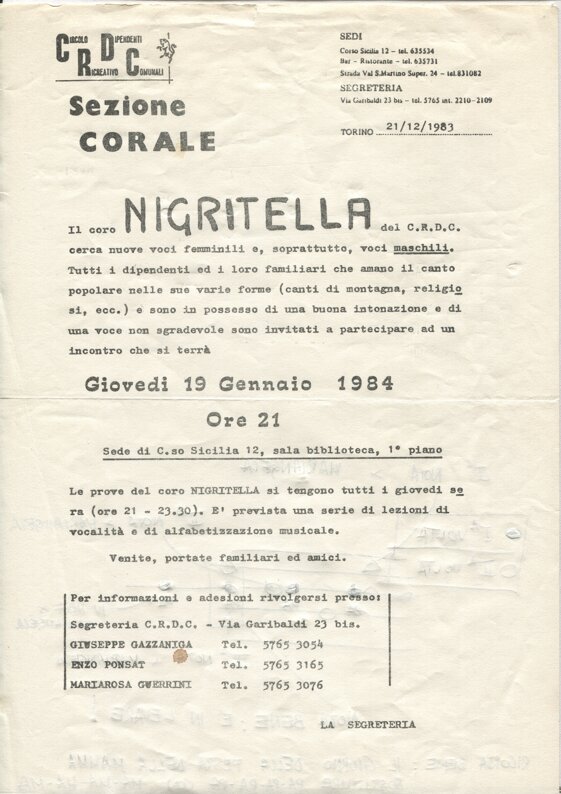 CIRCOLO DIPENDENTI
RICREATIVO COMUNALI
Sezione
CORALE
SEDI
Corso Sicilia 12 - tel. 635534
Bar - Ristorante - tel. 635731
Strada Val S.Martino Super. 24 - tel.831082
SEGRETERIA
Via Garibaldi 23 bis - tel. 5765 int. 2210-2109
TORINO 21/12/1983
Il coro NIGRITELLA del C.R.D.C.
cerca nuove voci femminili e, soprattutto, voci maschili.
Tutti i dipendenti ed i loro familiari che amano il canto
popolare nelle sue varie forme (canti di montagna, religio
si, ecc.) e sono in possesso di una buona intonazione e di
una voce non sgradevole sono invitati a partecipare ad un
incontro che si terrà
Giovedi 19 Gennaio 1984
Ore 21
Sede di C.so Sicilia 12, sala biblioteca, 1° piano
Le prove del coro NIGRITELLA si tengono tutti i giovedi se
ra (ore 21 - 23.30). E' prevista una serie di lezioni di
vocalità e di alfabetizzazione musicale.
Venite, portate familiari ed amici.
Per informazioni e adesioni rivolgersi presso:
Segreteria C.R.D.C. - Via Garibaldi 23 bis.
GIUSEPPE GAZZANIGA Tel. 5765 3054
ENZO PONSAT Tel. 5765 3165
MARIAROSA GUERRINI Tel. 5765 3076
LA SEGRETERIA